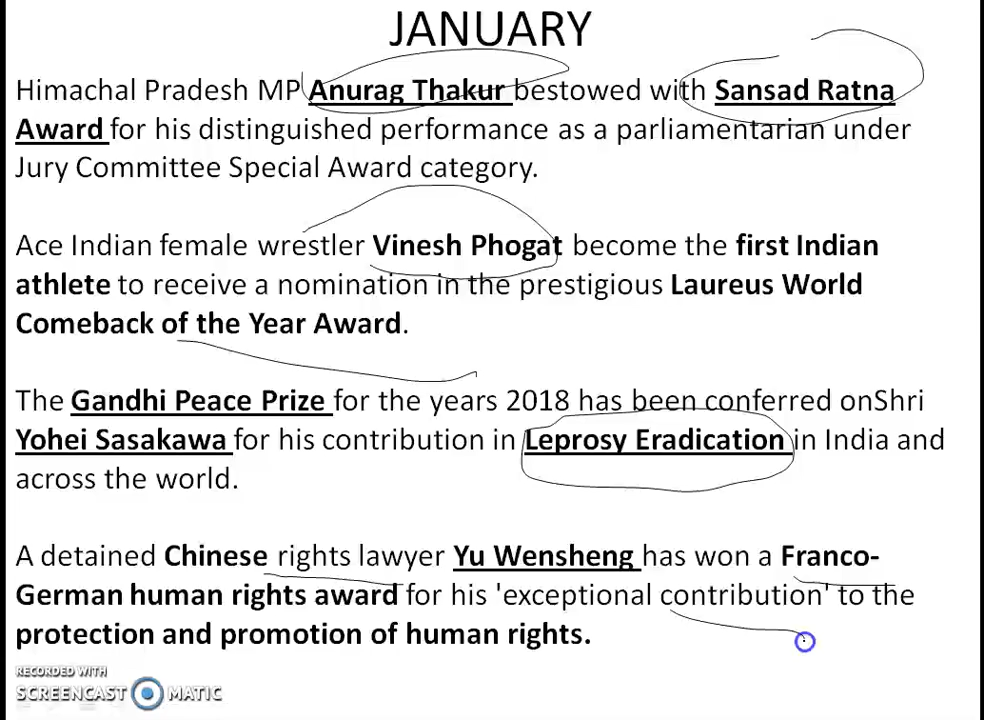 JANUARY
Himachal Pradesh MP Anurag Thakur bestowed with Sansad Ratna
Award for his distinguished performance as a parliamentarian under
Jury Committee Special Award category.
Ace Indian female wrestler Vinesh Phogat become the first Indian
athlete to receive a nomination in the prestigious Laureus World
Comeback of the Year Award.
The Gandhi Peace Prize for the years 2018 has been conferred onShri
Yohei Sasakawa for his contribution in Leprosy Eradication in India and
across the world.
A detained Chinese rights lawyer Yu Wensheng has won a Franco-
German human rights award for his 'exceptional contribution' to the
protection and promotion of human rights.
RECORDED WITH
SCREENCAST MATIC